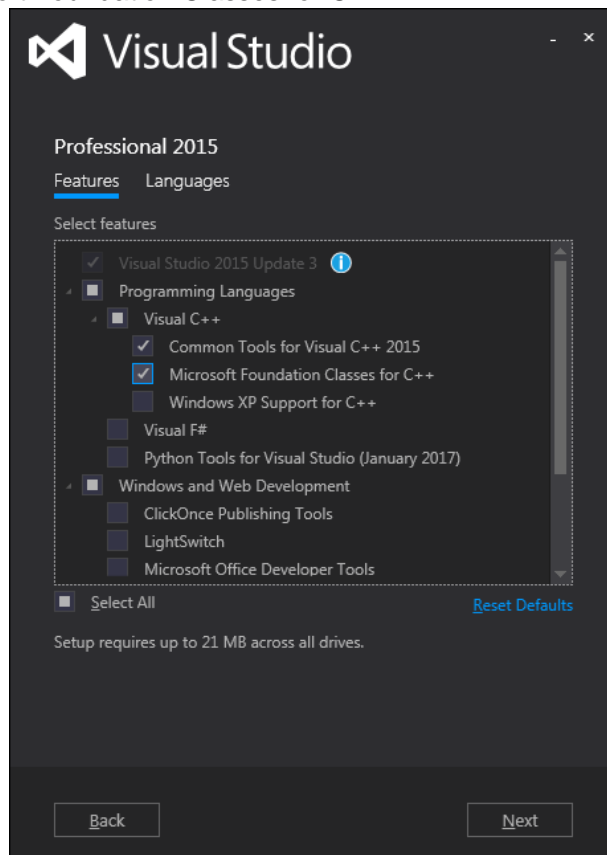 Visual Studio
Professional 2015
Features Languages
Select features
Visual Studio 2015 Update 3
Programming Languages
Visual C++
Common Tools for Visual C++ 2015
Microsoft Foundation Classes for C++
Windows XP Support for C++
Visual F#
Python Tools for Visual Studio (January 2017)
Windows and Web Development
ClickOnce Publishing Tools
LightSwitch
Microsoft Office Developer Tools
Select All Reset Defaults
Setup requires up to 21 MB across all drives.
Back Next